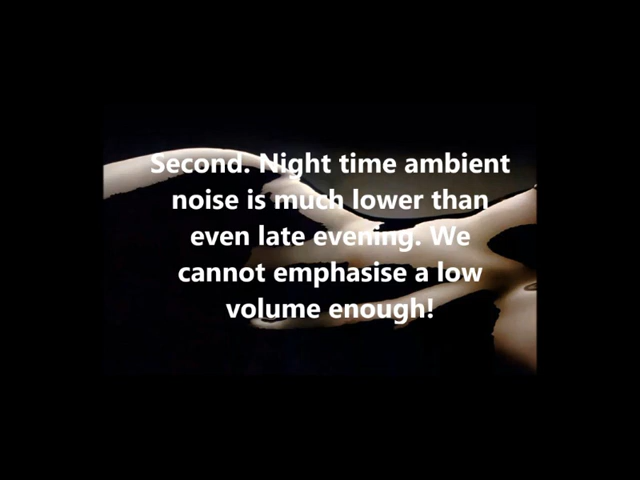 Second. Night time ambient
noise is much lower than
even late evening. We
cannot emphasise a low
volume enough!